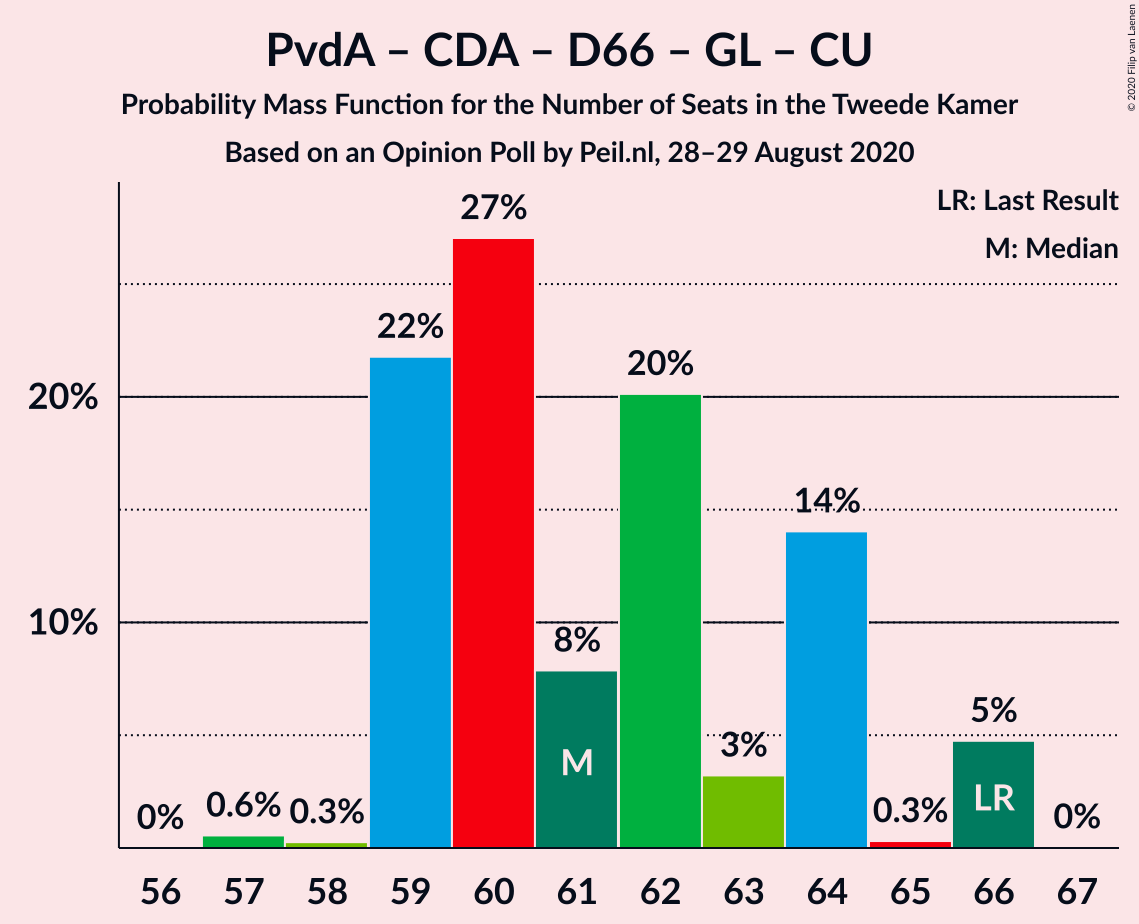 PvdA – CDA – D66 – GL – CU
Probability Mass Function for the Number of Seats in the Tweede Kamer
Based on an Opinion Poll by Peil.nl, 28–29 August 2020
© 2020 Filip van Laenen
LR: Last Result
M: Median
27%
22%
20%
20%
14%
10%
8%
5%
3%
M
LR
0%
0.6%
0.3%
0.3%
0%
56 57 58 59 60 61 62 63 64 65 66 67